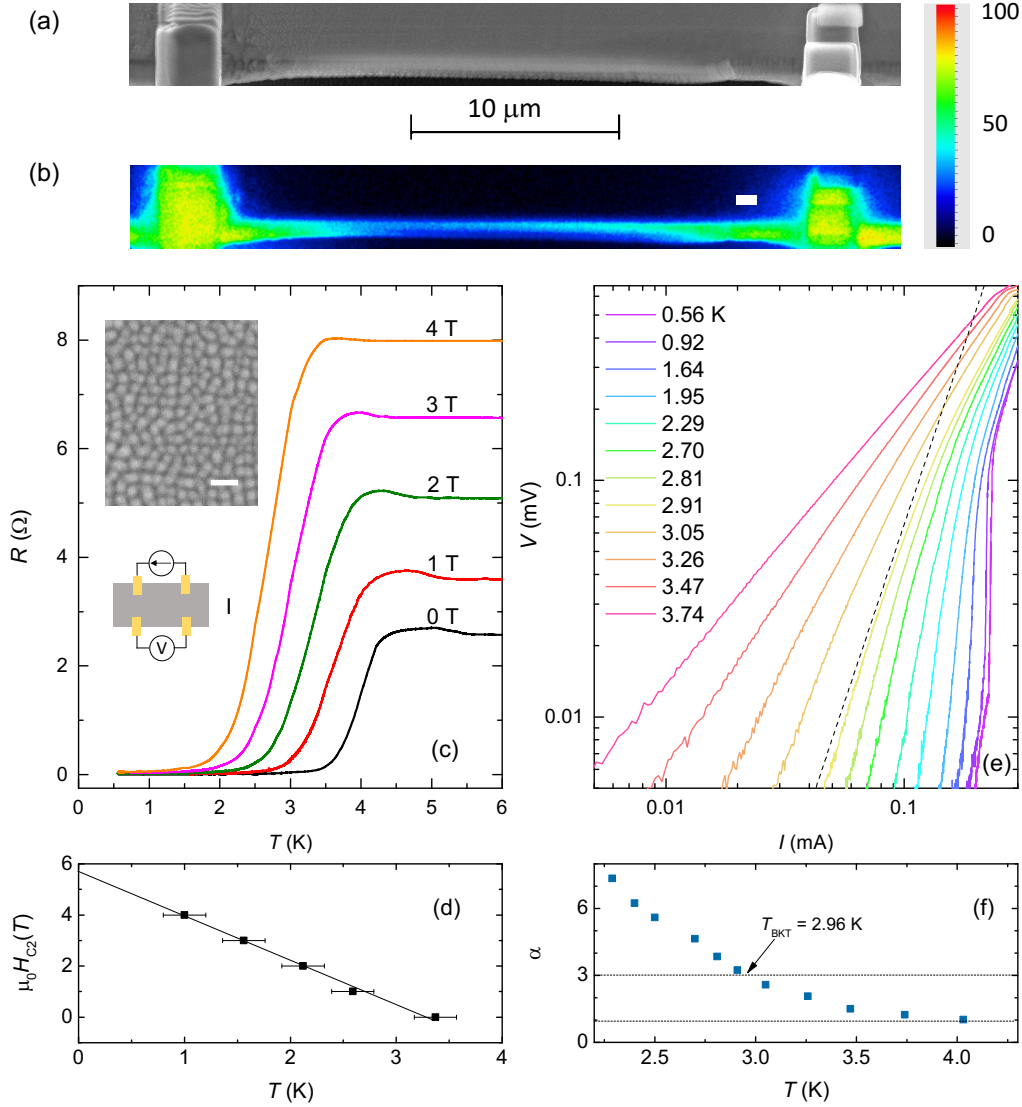 (a)
10 μm
(b)
100
50
0
(c)
R (Ω)
8
6
4
2
0
4 T
3 T
2 T
1 T
0 T
I
V
0 1 2 3 4 5 6
T (K)
(e)
V (mV)
0.1
0.01
0.56 K
0.92
1.64
1.95
2.29
2.70
2.81
2.91
3.05
3.26
3.47
3.74
0.01 0.1
I (mA)
(d)
μ0HC2(T)
6
4
2
0
0 1 2 3 4
T (K)
(f)
α
6
3
0
TBKT = 2.96 K
2.5 3.0 3.5 4.0
T (K)